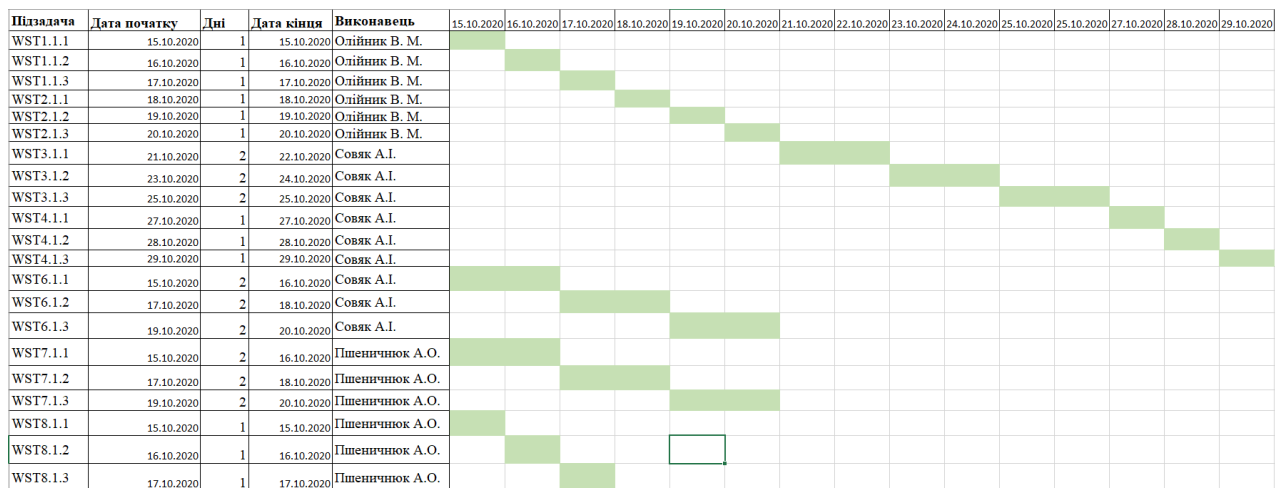 Підзадача Дата початку Дні Дата кінця Виконавець 15.10.2020 16.10.2020 17.10.2020 18.10.2020 19.10.2020 20.10.2020 21.10.2020 22.10.2020 23.10.2020 24.10.2020 25.10.2020 25.10.2020 27.10.2020 28.10.2020 29.10.2020
WST1.1.1 15.10.2020 1 15.10.2020 Олійник В. М.
WST1.1.2 16.10.2020 1 16.10.2020 Олійник В. М.
WST1.1.3 17.10.2020 1 17.10.2020 Олійник В. М.
WST2.1.1 18.10.2020 1 18.10.2020 Олійник В. М.
WST2.1.2 19.10.2020 1 19.10.2020 Олійник В. М.
WST2.1.3 20.10.2020 1 20.10.2020 Олійник В. М.
WST3.1.1 21.10.2020 2 22.10.2020 Совяк А.І.
WST3.1.2 23.10.2020 2 24.10.2020 Совяк А.І.
WST3.1.3 25.10.2020 2 25.10.2020 Совяк А.І.
WST4.1.1 27.10.2020 1 27.10.2020 Совяк А.І.
WST4.1.2 28.10.2020 1 28.10.2020 Совяк А.І.
WST4.1.3 29.10.2020 1 29.10.2020 Совяк А.І.
WST6.1.1 15.10.2020 2 16.10.2020 Совяк А.І.
WST6.1.2 17.10.2020 2 18.10.2020 Совяк А.І.
WST6.1.3 19.10.2020 2 20.10.2020 Совяк А.І.
WST7.1.1 15.10.2020 2 16.10.2020 Пшеничнюк А.О.
WST7.1.2 17.10.2020 2 18.10.2020 Пшеничнюк А.О.
WST7.1.3 19.10.2020 2 20.10.2020 Пшеничнюк А.О.
WST8.1.1 15.10.2020 1 15.10.2020 Пшеничнюк А.О.
WST8.1.2 16.10.2020 1 16.10.2020 Пшеничнюк А.О.
WST8.1.3 17.10.2020 1 17.10.2020 Пшеничнюк А.О.